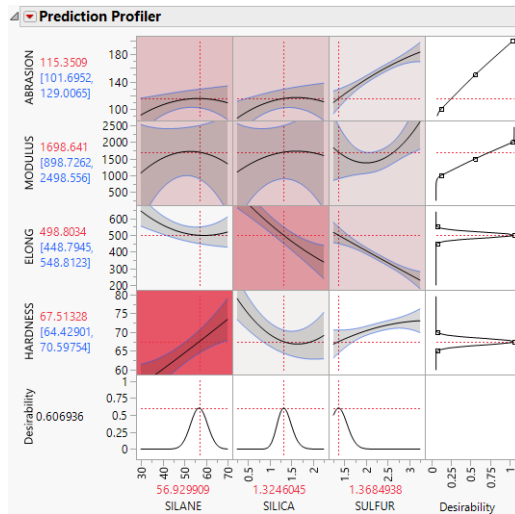 Prediction Profiler
ABRASION
115.3509
[101.6952,
129.0065]
180
140
100
MODULUS
1698.641
[898.7262,
2498.556]
2500
2000
1500
1000
500
ELONG
498.8034
[448.7945,
548.8123]
600
500
400
300
200
HARDNESS
67.51328
[64.42901,
70.59754]
80
75
70
65
60
Desirability
0.606936
1
0.75
0.5
0.25
0
30 40 50 60 70
0.5 1 1.5 2
1.5 2 2.5 3
0 0.25 0.5 0.75 1
56.929909
SILANE
1.3246045
SILICA
1.3684938
SULFUR
Desirability